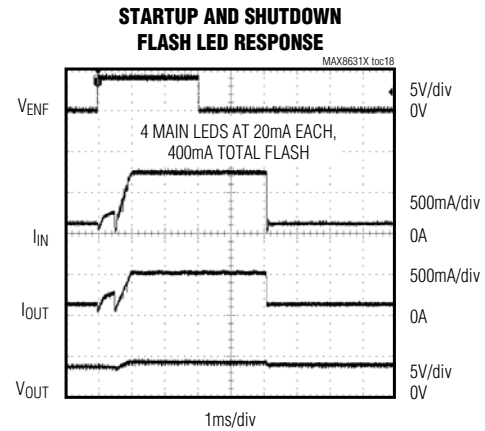 STARTUP AND SHUTDOWN
FLASH LED RESPONSE
MAX8631X toc18
VENF
5V/div
0V
4 MAIN LEDS AT 20mA EACH,
400mA TOTAL FLASH
500mA/div
IIN
0A
500mA/div
IOUT
0A
5V/div
VOUT
0V
1ms/div